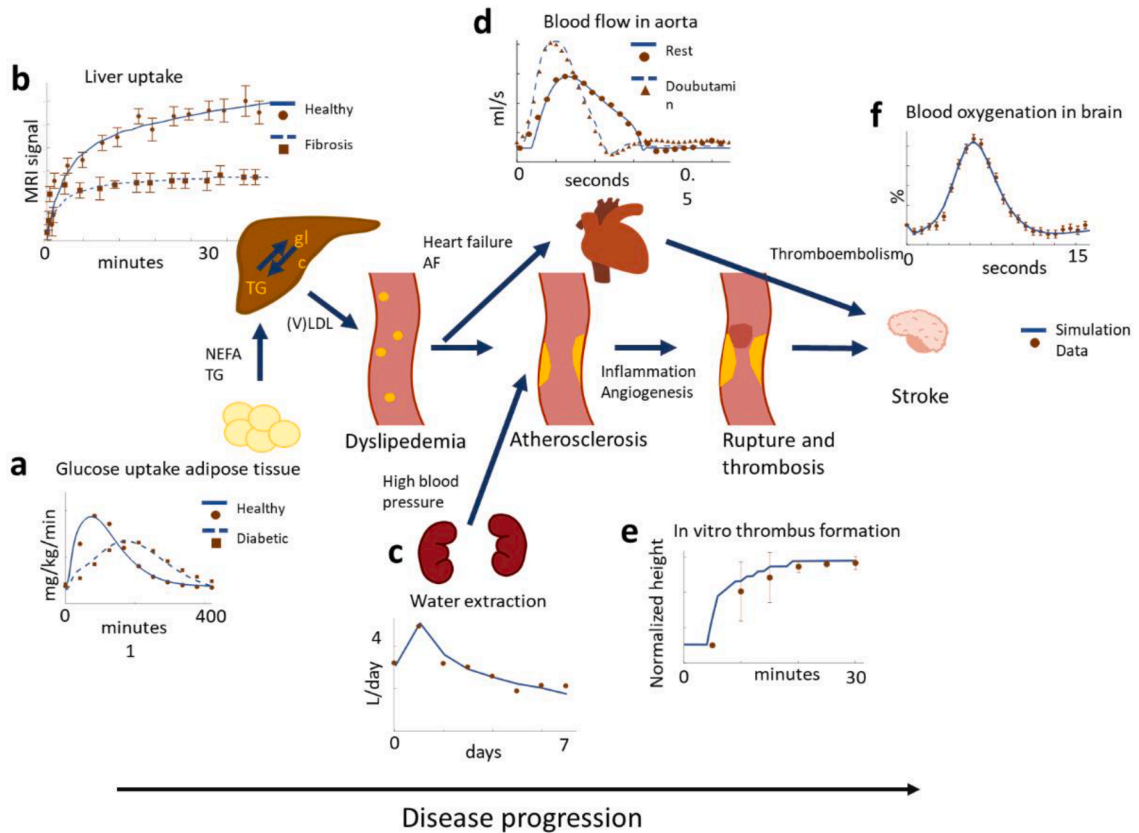 d
Blood flow in aorta
Rest
Doubutami
n
ml/s
0
seconds
0.
5
b
Liver uptake
Healthy
Fibrosis
MRI signal
0
30
minutes
f
Blood oxygenation in brain
%
0
15
seconds
gl
c
TG
Heart failure
AF
Thromboembolism
(V)LDL
NEFA
TG
Inflammation
Angiogenesis
Simulation
Data
Stroke
Dyslipedemia
Atherosclerosis
Rupture and
thrombosis
a
Glucose uptake adipose tissue
Healthy
Diabetic
mg/kg/min
0
400
minutes
1
High blood
pressure
c
Water extraction
4
L/day
0
7
days
e
In vitro thrombus formation
Normalized height
0
minutes
30
Disease progression